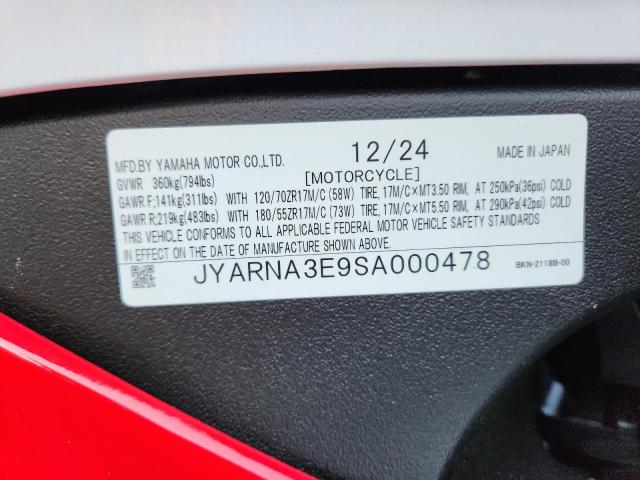 MFD.BY YAMAHA MOTOR CO.,LTD. 12/24 MADE IN JAPAN
GVWR 360kg(794lbs) [MOTORCYCLE]
GAWR F;141kg(311lbs) WITH 120/70ZR17M/C (58W) TIRE, 17M/C×MT3.50 RIM, AT 250kPa(36psi) COLD
GAWR R;219kg(483lbs) WITH 180/55ZR17M/C (73W) TIRE, 17M/C×MT5.50 RIM, AT 290kPa(42psi) COLD
THIS VEHICLE CONFORMS TO ALL APPLICABLE FEDERAL MOTOR VEHICLE SAFETY STANDARDS
IN EFFECT ON THE DATE OF MANUFACTURE SHOWN ABOVE.
JYARNA3E9SA000478 BKN-2118B-00